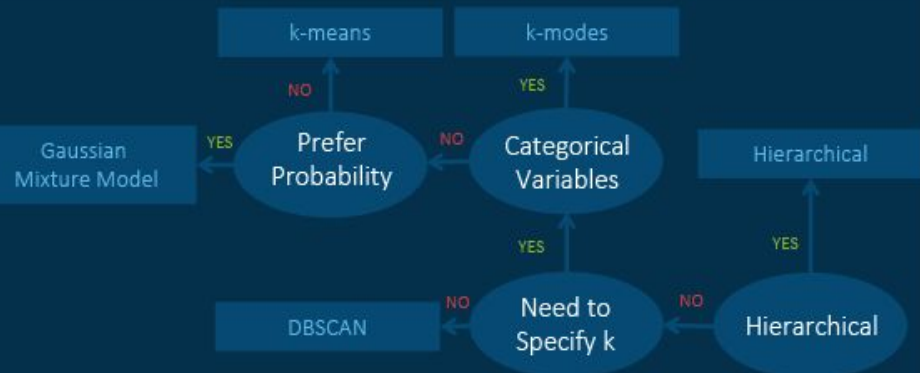 k-means
k-modes
NO
YES
Gaussian
Mixture Model
YES
Prefer
Probability
NO
Categorical
Variables
Hierarchical
YES
YES
DBSCAN
NO
Need to
Specify k
NO
Hierarchical